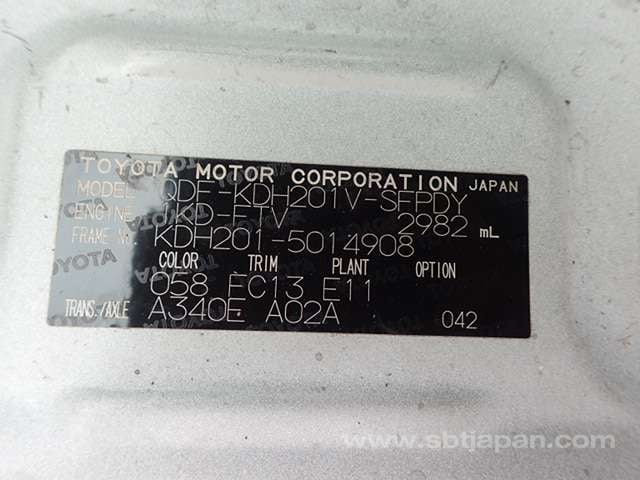 TOYOTA MOTOR CORPORATION JAPAN
MODEL QDF-KDH201V-SFPDY
ENGINE 1KD-FTV 2982 mL
FRAME No. KDH201-5014908
COLOR TRIM PLANT OPTION
058 FC13 E11
TRANS./AXLE A340E A02A 042
www.sbtjapan.com